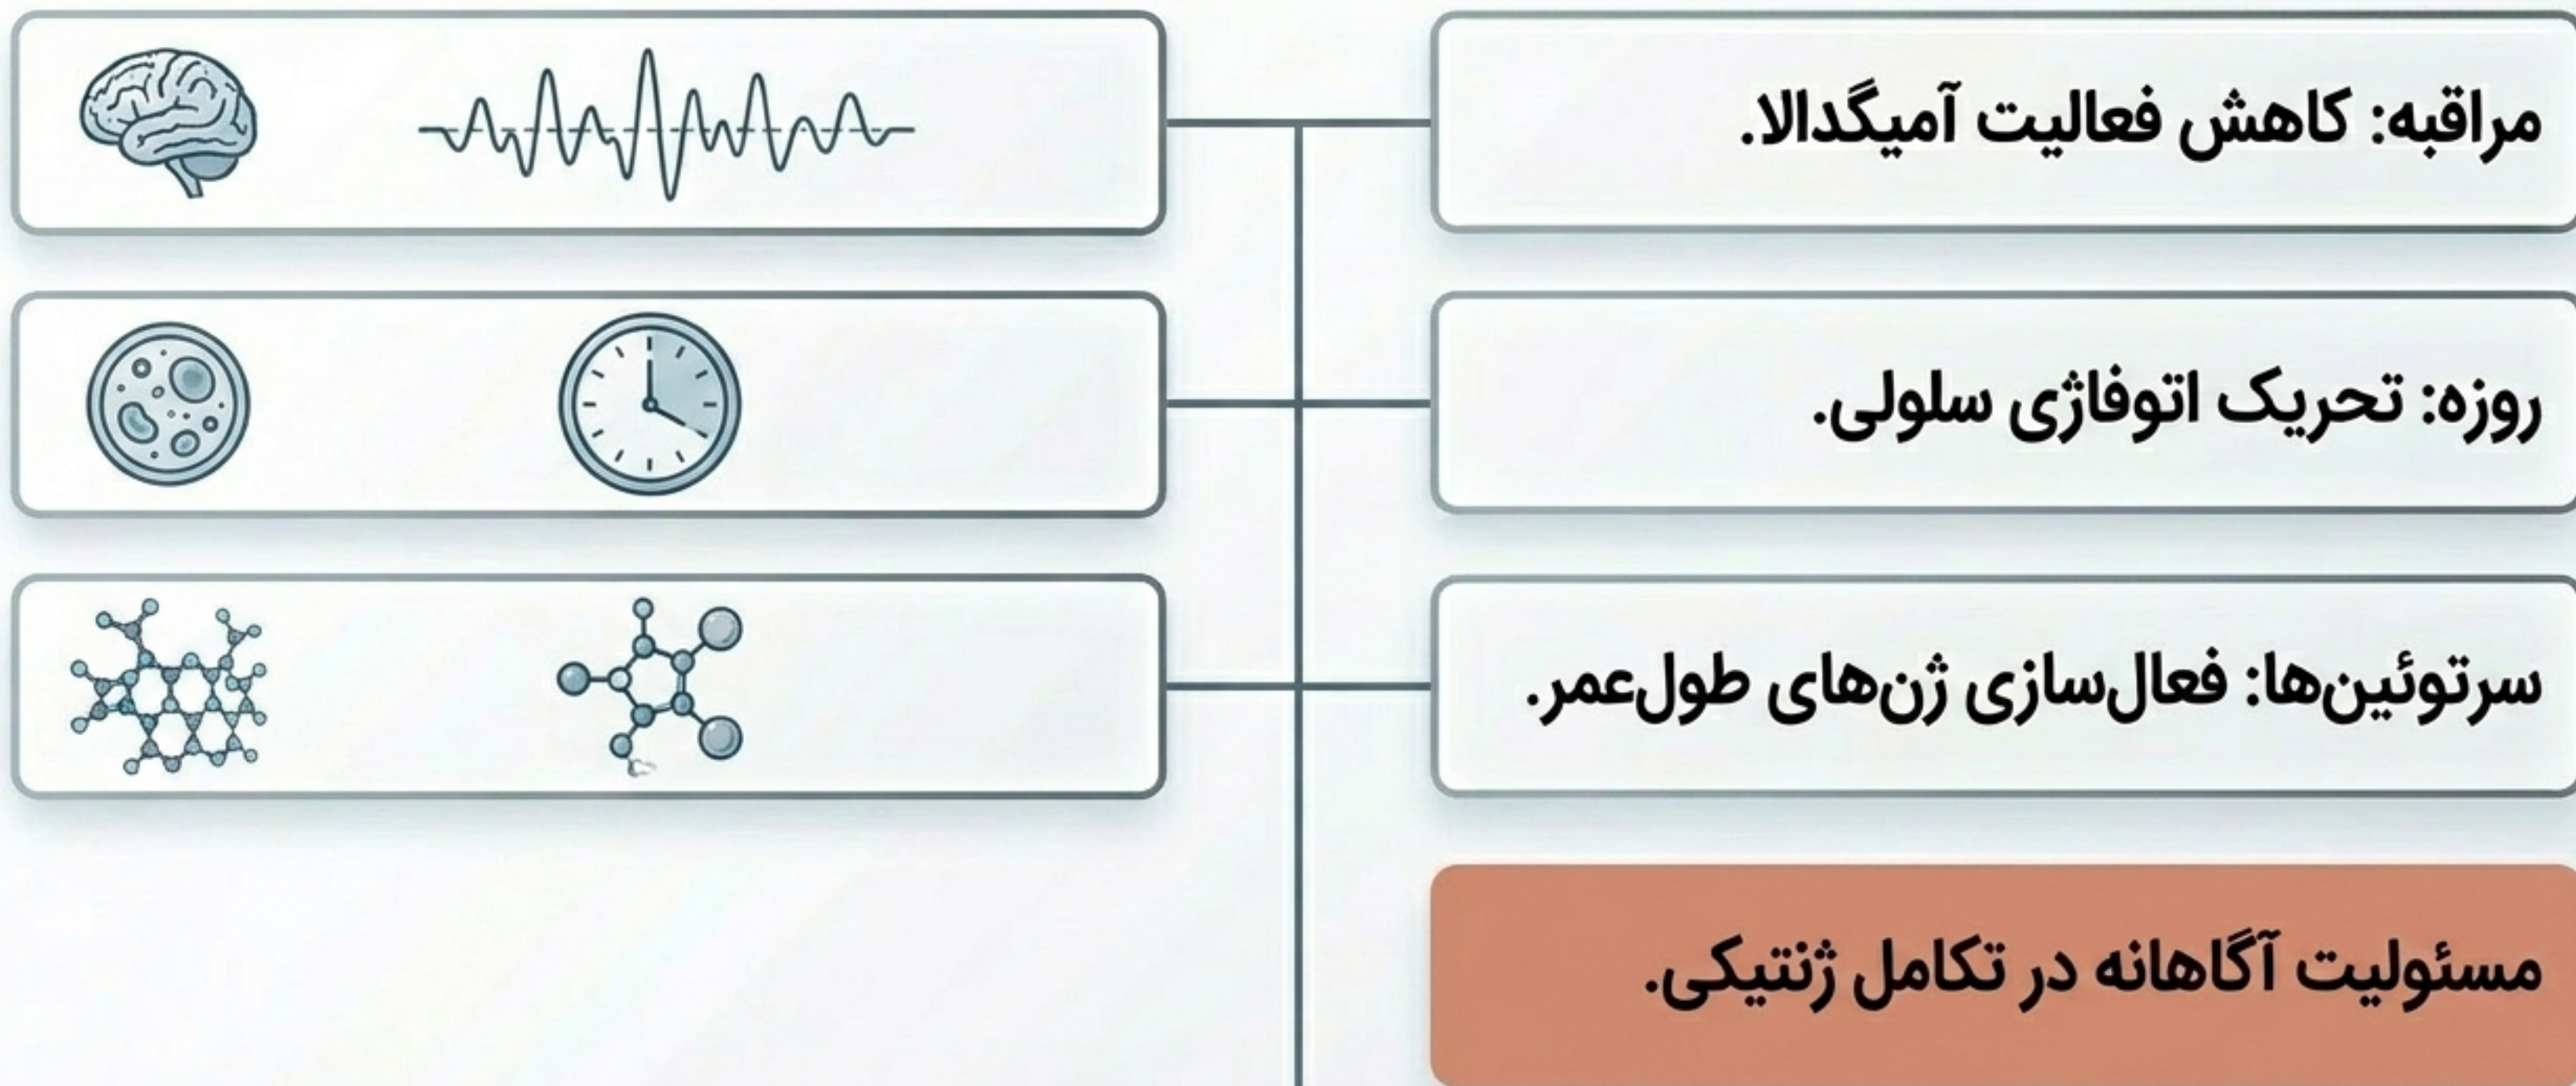 مراقبه: کاهش فعالیت آمیگدالا.
روزه: تحریک اتوفاژی سلولی.
سرتوئین‌ها: فعال‌سازی ژن‌های طول‌عمر.
مسئولیت آگاهانه در تکامل ژنتیکی.